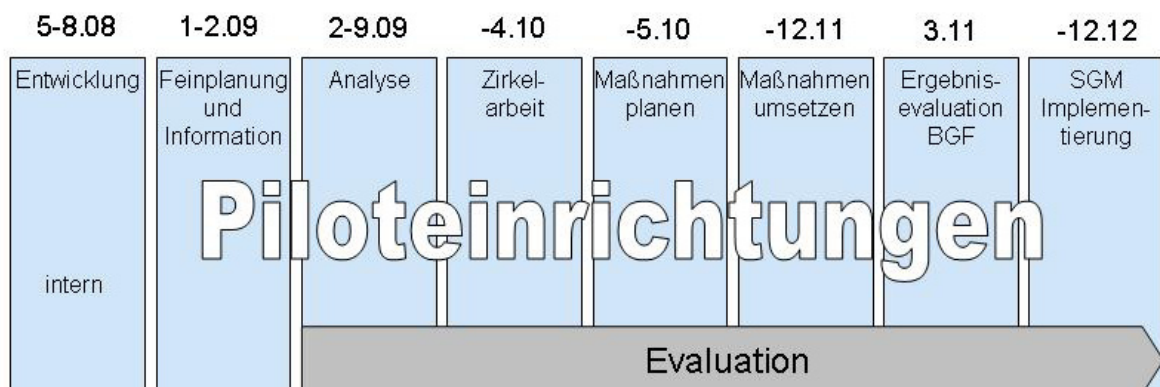 5-8.08 1-2.09 2-9.09 -4.10 -5.10 -12.11 3.11 -12.12
Entwicklung
Feinplanung
und
Information
Analyse
Zirkel-
arbeit
Maßnahmen
planen
Maßnahmen
umsetzen
Ergebnis-
evaluation
BGF
SGM
Implemen-
tierung
Piloteinrichtungen
intern
Evaluation